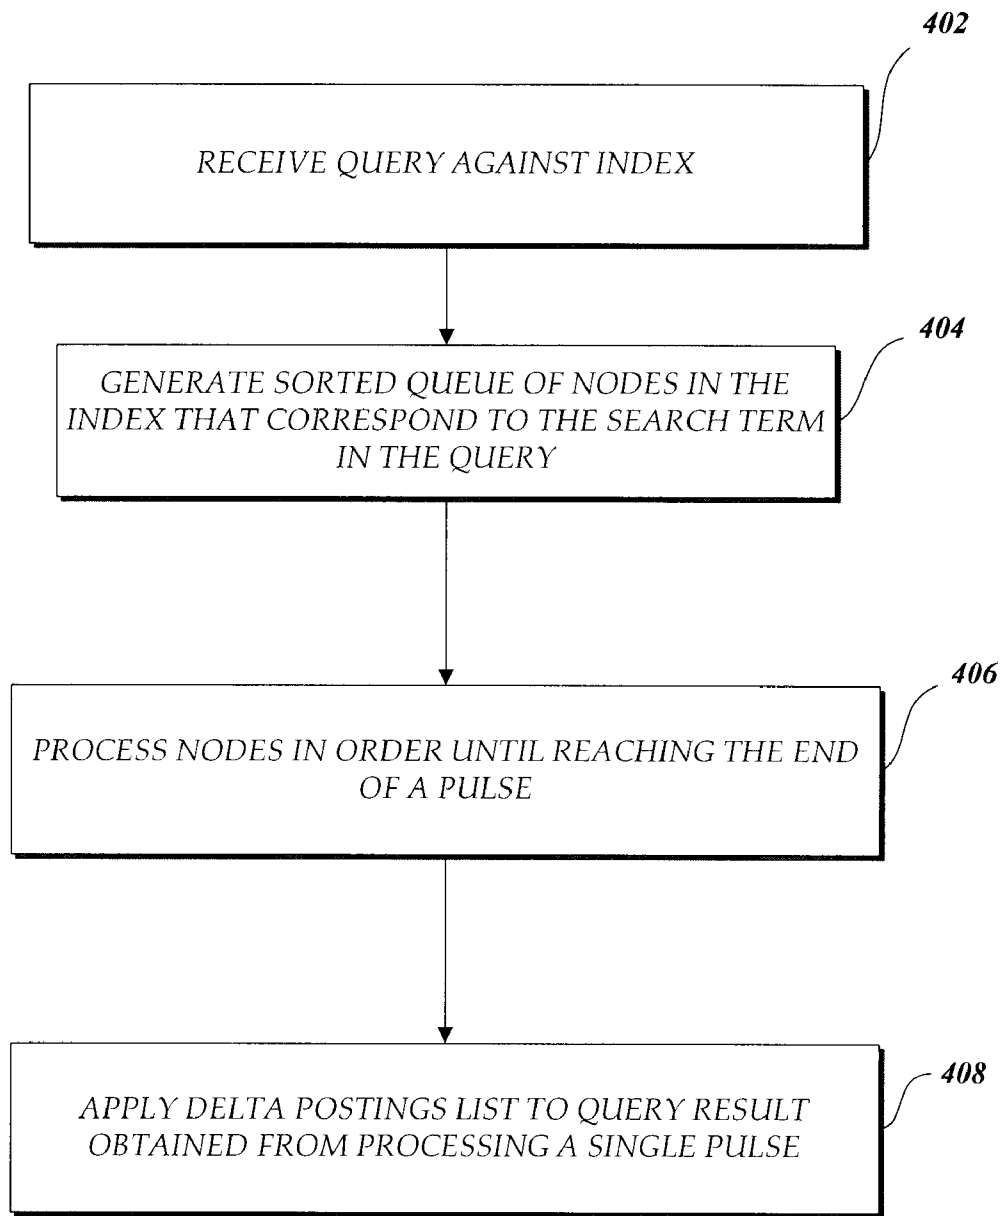 402
RECEIVE QUERY AGAINST INDEX
404
GENERATE SORTED QUEUE OF NODES IN THE
INDEX THAT CORRESPOND TO THE SEARCH TERM
IN THE QUERY
406
PROCESS NODES IN ORDER UNTIL REACHING THE END
OF A PULSE
408
APPLY DELTA POSTINGS LIST TO QUERY RESULT
OBTAINED FROM PROCESSING A SINGLE PULSE